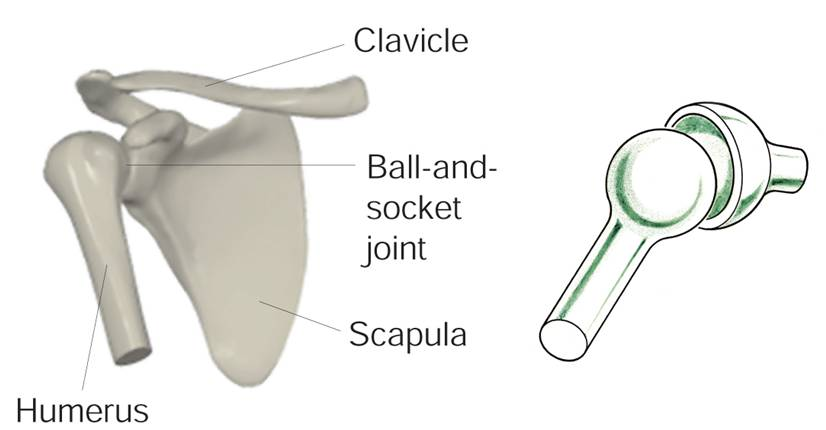 Clavicle
Ball-and-
socket
joint
Scapula
Humerus